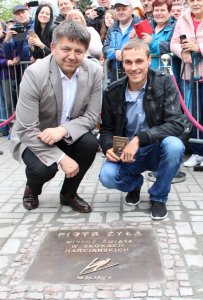 PIOTR ŻYŁA
MISTRZ ŚWIATA
W SKOKACH
NARCIARSKICH